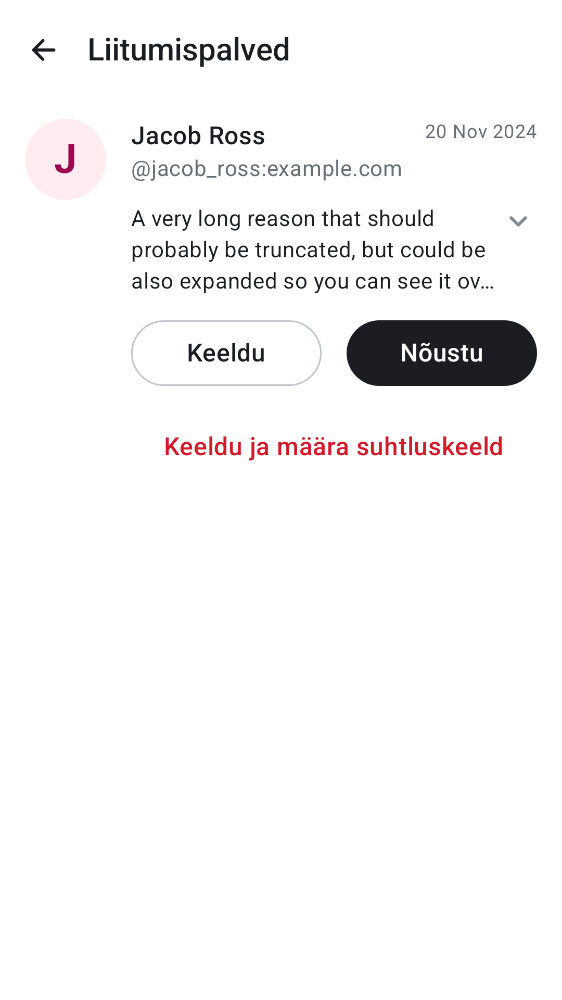 Liitumispalved
J
Jacob Ross
20 Nov 2024
@jacob_ross:example.com
A very long reason that should
probably be truncated, but could be
also expanded so you can see it ov…
Keeldu
Nõustu
Keeldu ja määra suhtluskeeld